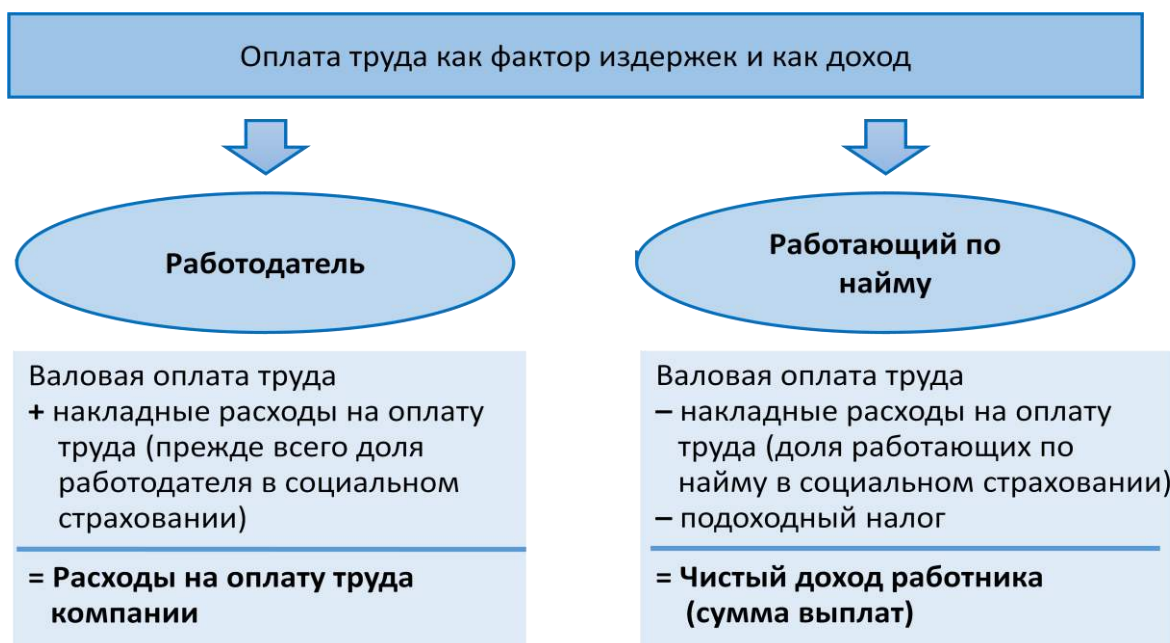 Оплата труда как фактор издержек и как доход
Работодатель
Валовая оплата труда
+ накладные расходы на оплату
труда (прежде всего доля
работодателя в социальном
страховании)
= Расходы на оплату труда
компании
Работающий по
найму
Валовая оплата труда
– накладные расходы на оплату
труда (доля работающих по
найму в социальном страховании)
– подоходный налог
= Чистый доход работника
(сумма выплат)